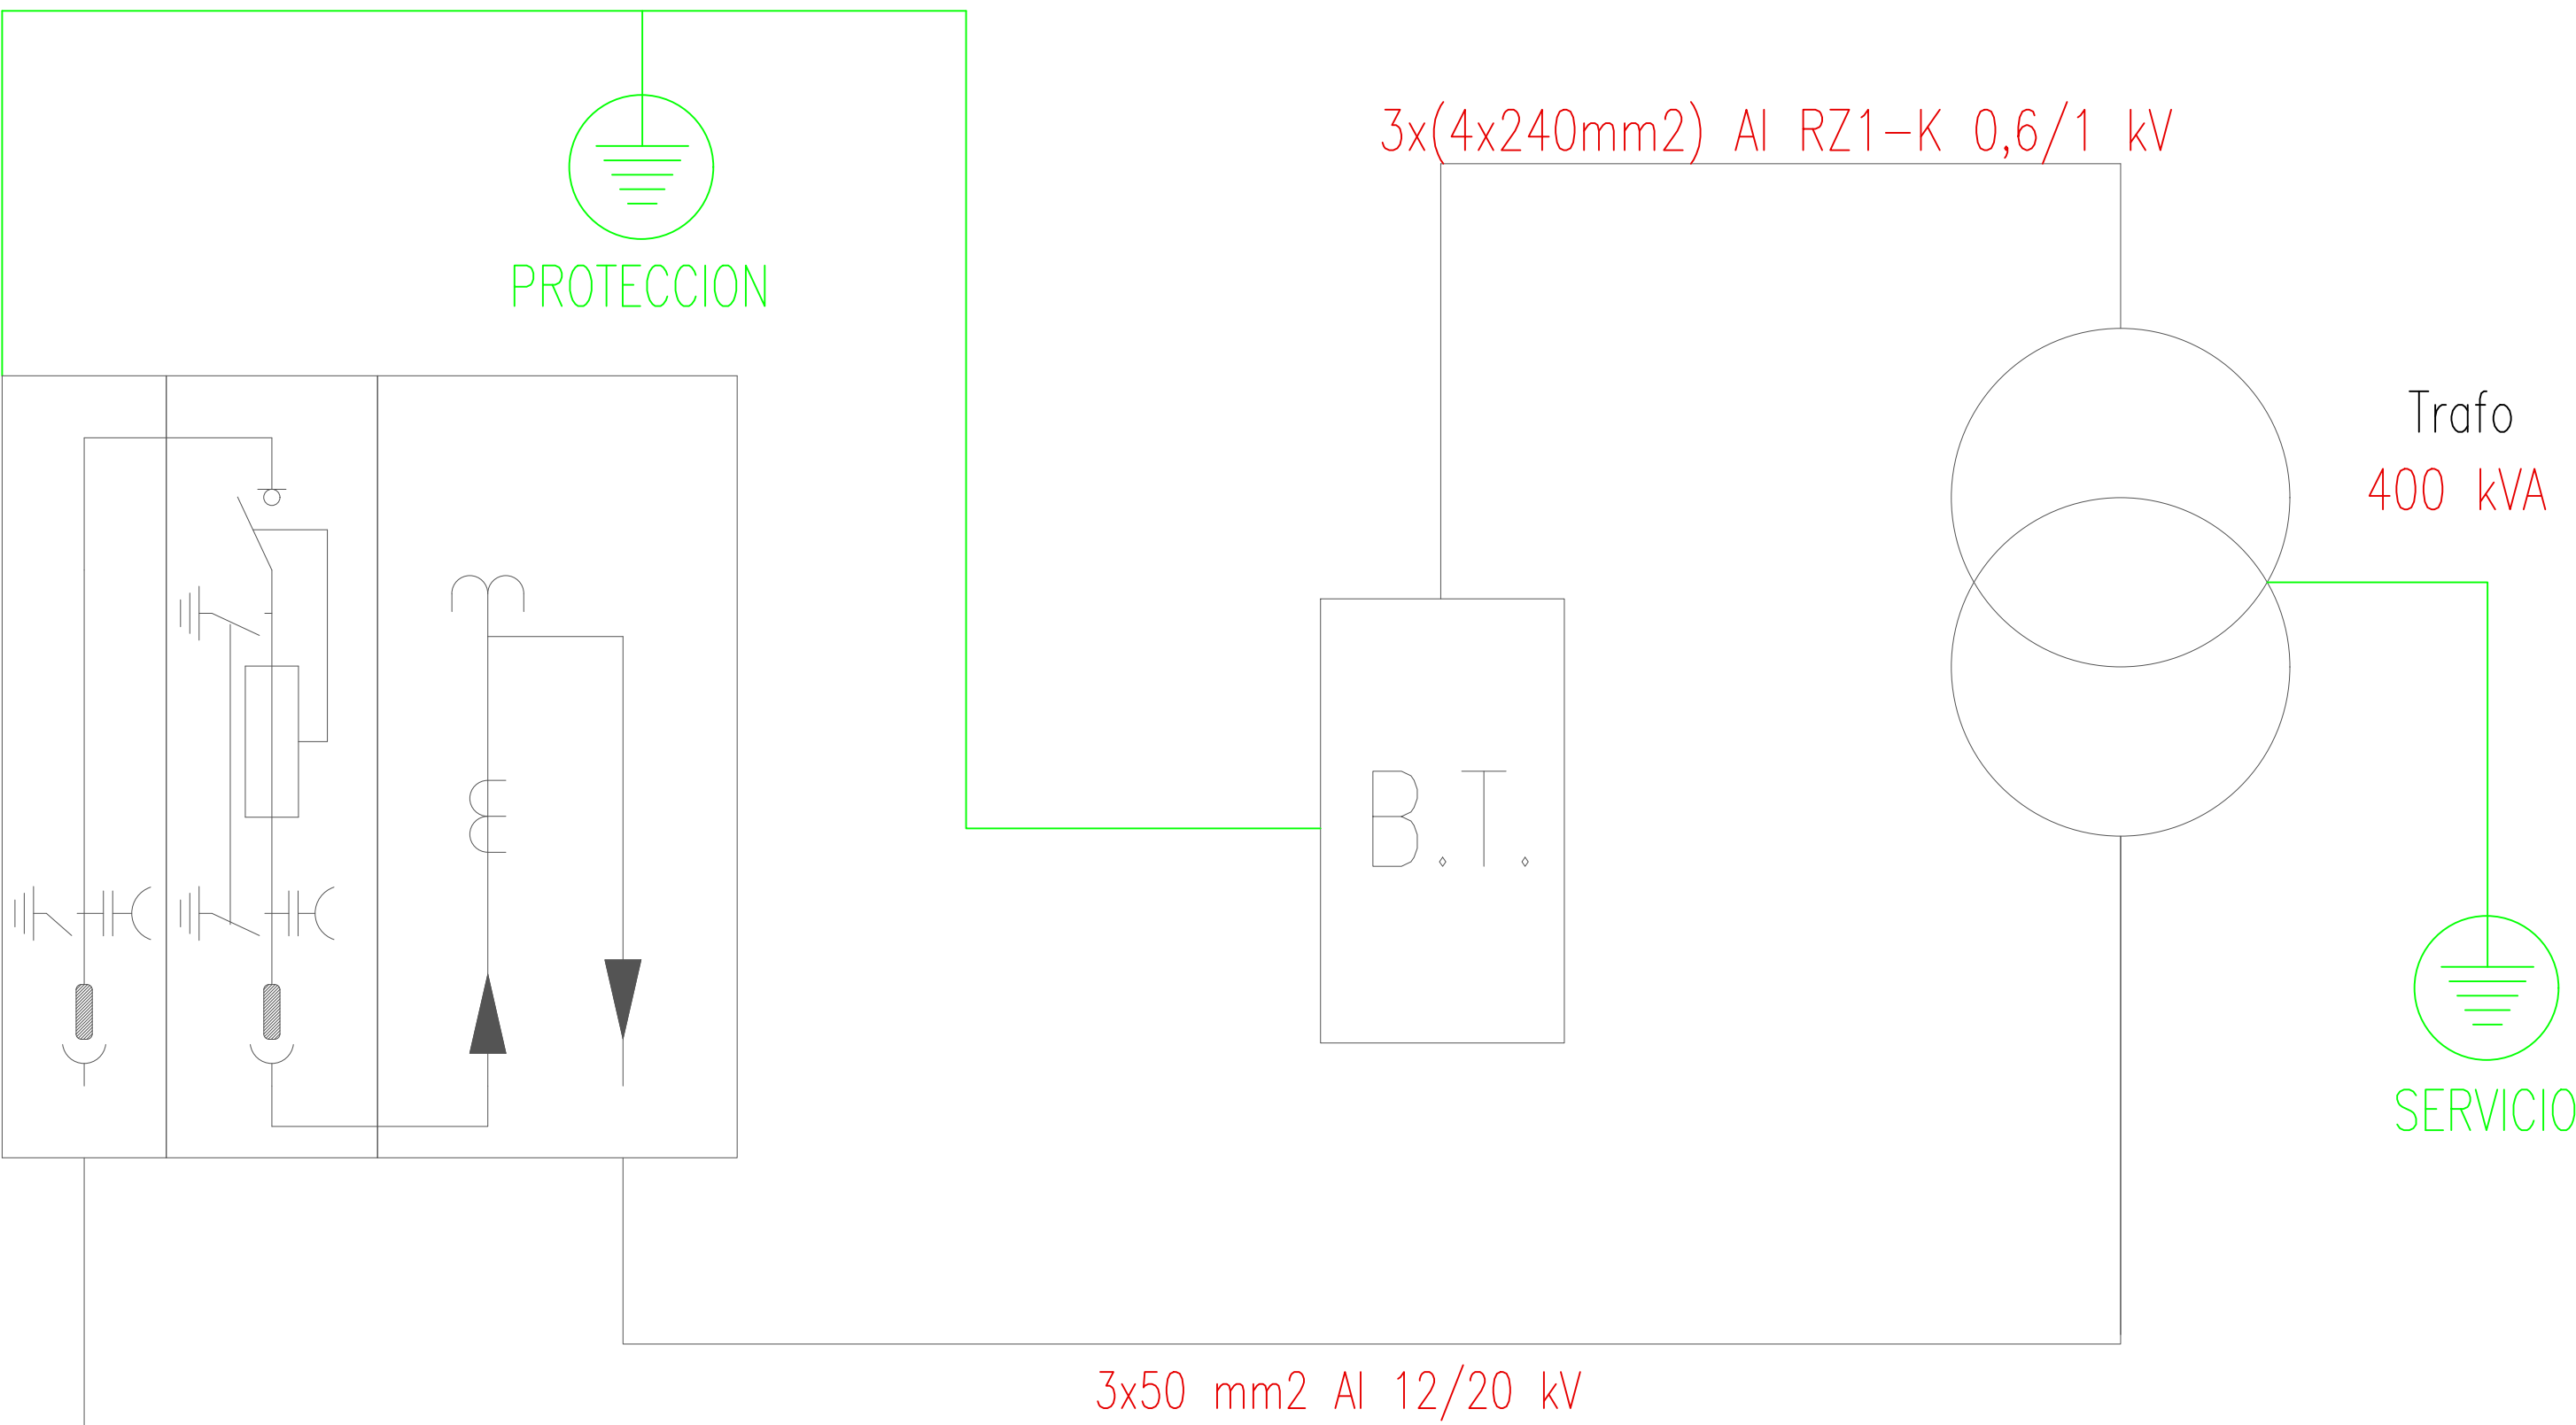 3x(4x240mm2) Al RZ1-K 0,6/1 kV
PROTECCION
Trafo
400 kVA
B.T.
SERVICIO
3x50 mm2 Al 12/20 kV